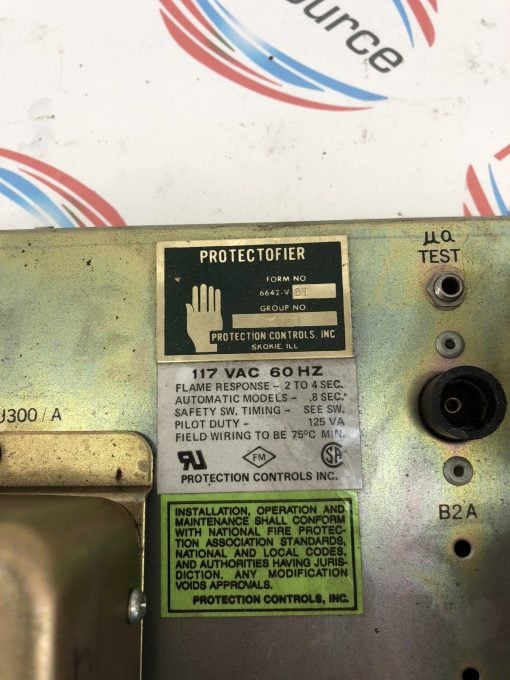 ource
µa
TEST
PROTECTOFIER
FORM NO
6642-V
GROUP NO
PROTECTION CONTROLS, INC
SKOKIE, ILL
117 VAC 60 HZ
FLAME RESPONSE - 2 TO 4 SEC.
AUTOMATIC MODELS - .8 SEC.*
SAFETY SW. TIMING - SEE SW.
PILOT DUTY - 125 VA
FIELD WIRING TO BE 75°C MIN.
FM
PROTECTION CONTROLS INC.
U300/A
B2A
INSTALLATION, OPERATION AND
MAINTENANCE SHALL CONFORM
WITH NATIONAL FIRE PROTEC-
TION ASSOCIATION STANDARDS,
NATIONAL AND LOCAL CODES,
AND AUTHORITIES HAVING JURIS-
DICTION. ANY MODIFICATION
VOIDS APPROVALS.
PROTECTION CONTROLS, INC.